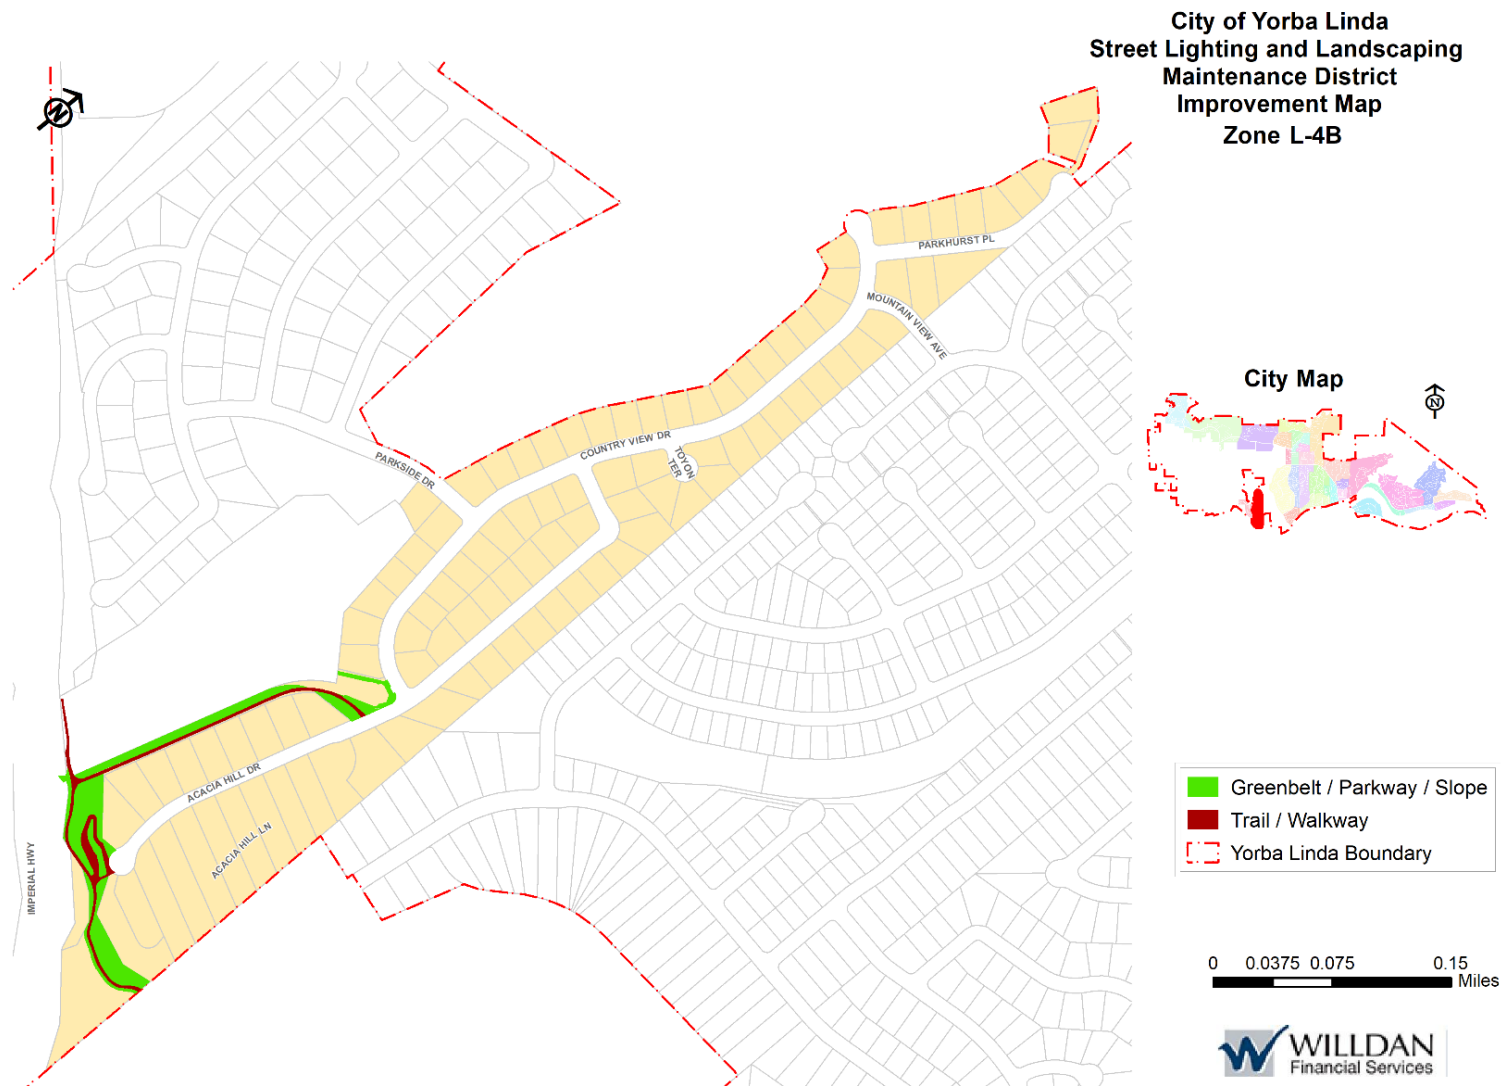 City of Yorba Linda
Street Lighting and Landscaping
Maintenance District
Improvement Map
Zone L-4B
N
PARKHURST PL
MOUNTAIN VIEW AVE
COUNTRY VIEW DR
TOYON
TER
PARKSIDE DR
ACACIA HILL DR
ACACIA HILL LN
IMPERIAL HWY
City Map
N
Greenbelt / Parkway / Slope
Trail / Walkway
Yorba Linda Boundary
0 0.0375 0.075 0.15
Miles
WILLDAN
Financial Services